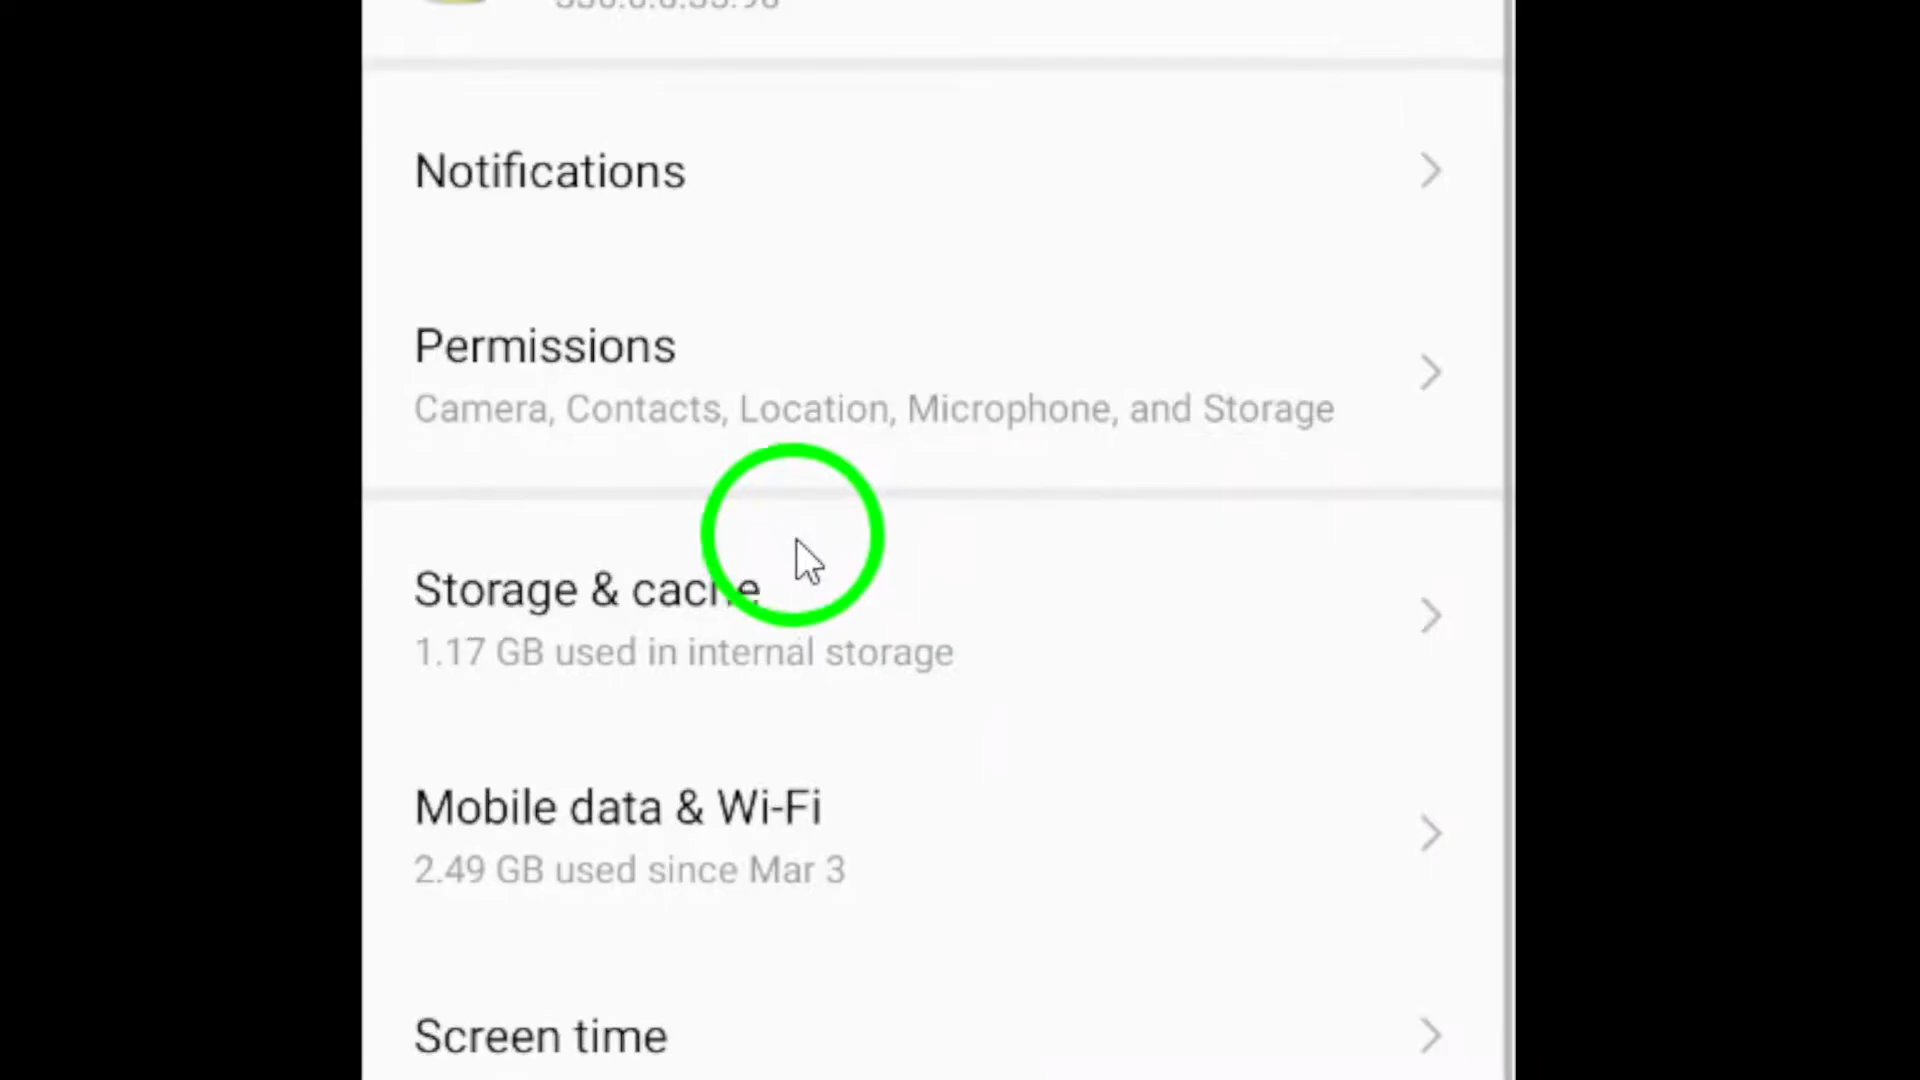 Notifications
Permissions
Camera, Contacts, Location, Microphone, and Storage
Storage & cache
1.17 GB used in internal storage
Mobile data & Wi-Fi
2.49 GB used since Mar 3
Screen time